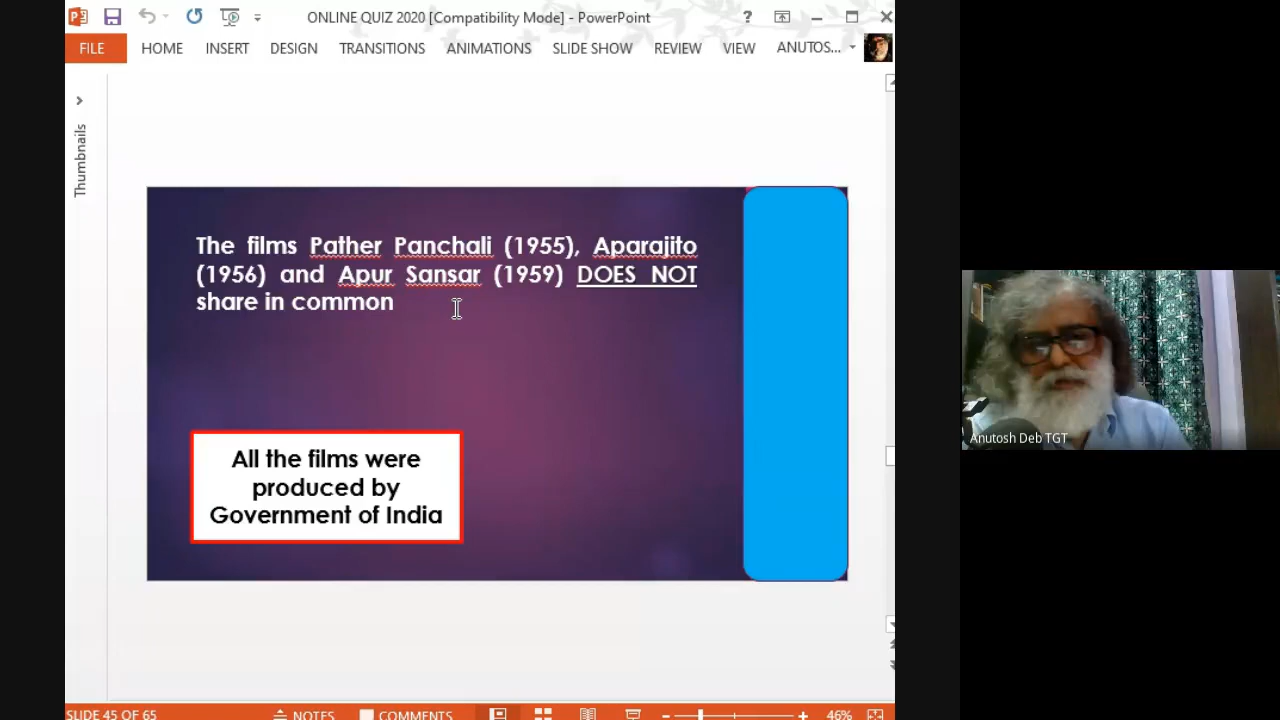 ONLINE QUIZ 2020 [Compatibility Mode] - PowerPoint
FILE HOME INSERT DESIGN TRANSITIONS ANIMATIONS SLIDE SHOW REVIEW VIEW ANUTOS...
Thumbnails
The films Pather Panchali (1955), Aparajito
(1956) and Apur Sansar (1959) DOES NOT
share in common
All the films were
produced by
Government of India
Anutosh Deb TGT
SLIDE 45 OF 65 NOTES COMMENTS 46%